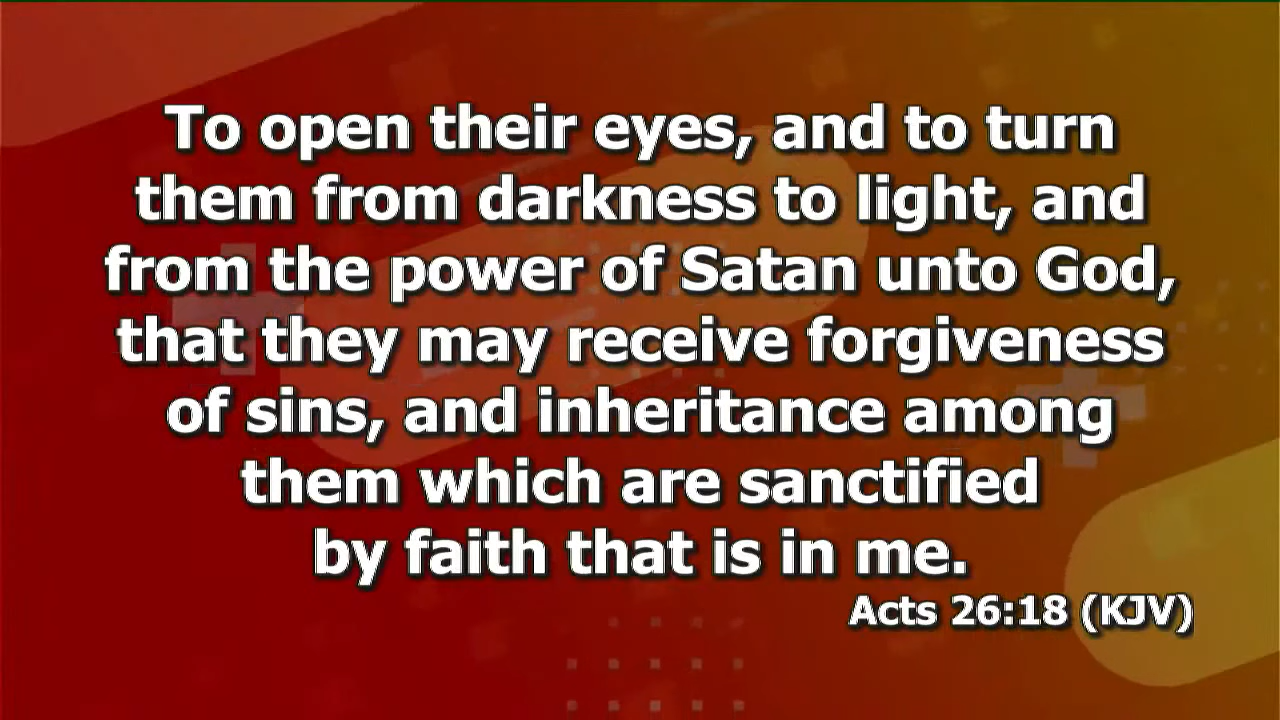 To open their eyes, and to turn
them from darkness to light, and
from the power of Satan unto God,
that they may receive forgiveness
of sins, and inheritance among
them which are sanctified
by faith that is in me.
Acts 26:18 (KJV)